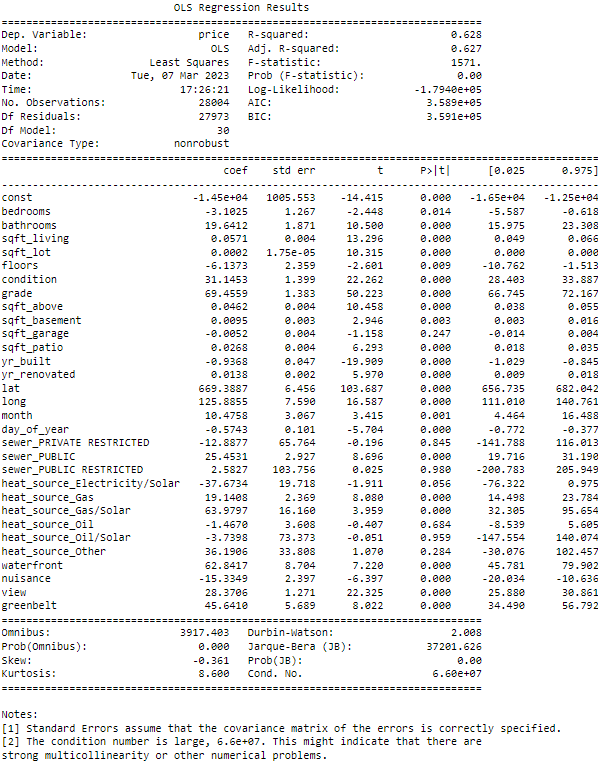 OLS Regression Results
==============================================================================
Dep. Variable:                  price   R-squared:                       0.628
Model:                            OLS   Adj. R-squared:                  0.627
Method:                 Least Squares   F-statistic:                     1571.
Date:                Tue, 07 Mar 2023   Prob (F-statistic):               0.00
Time:                        17:26:21   Log-Likelihood:            -1.7940e+05
No. Observations:               28004   AIC:                         3.589e+05
Df Residuals:                   27973   BIC:                         3.591e+05
Df Model:                          30
Covariance Type:            nonrobust
==============================================================================================
coef    std err          t      P>|t|      [0.025      0.975]
----------------------------------------------------------------------------------------------
const                       -1.45e+04   1005.553    -14.415      0.000   -1.65e+04   -1.25e+04
bedrooms                      -3.1025      1.267     -2.448      0.014      -5.587      -0.618
bathrooms                     19.6412      1.871     10.500      0.000      15.975      23.308
sqft_living                    0.0571      0.004     13.296      0.000       0.049       0.066
sqft_lot                       0.0002   1.75e-05     10.315      0.000       0.000       0.000
floors                        -6.1373      2.359     -2.601      0.009     -10.762      -1.513
condition                     31.1453      1.399     22.262      0.000      28.403      33.887
grade                         69.4559      1.383     50.223      0.000      66.745      72.167
sqft_above                     0.0462      0.004     10.458      0.000       0.038       0.055
sqft_basement                  0.0095      0.003      2.946      0.003       0.003       0.016
sqft_garage                   -0.0052      0.004     -1.158      0.247      -0.014       0.004
sqft_patio                     0.0268      0.004      6.293      0.000       0.018       0.035
yr_built                      -0.9368      0.047    -19.909      0.000      -1.029      -0.845
yr_renovated                   0.0138      0.002      5.970      0.000       0.009       0.018
lat                          669.3887      6.456    103.687      0.000     656.735     682.042
long                         125.8855      7.590     16.587      0.000     111.010     140.761
month                         10.4758      3.067      3.415      0.001       4.464      16.488
day_of_year                   -0.5743      0.101     -5.704      0.000      -0.772      -0.377
sewer_PRIVATE RESTRICTED     -12.8877     65.764     -0.196      0.845    -141.788     116.013
sewer_PUBLIC                  25.4531      2.927      8.696      0.000      19.716      31.190
sewer_PUBLIC RESTRICTED        2.5827    103.756      0.025      0.980    -200.783     205.949
heat_source_Electricity/Solar  -37.6734     19.718     -1.911      0.056     -76.322       0.975
heat_source_Gas               19.1408      2.369      8.080      0.000      14.498      23.784
heat_source_Gas/Solar         63.9797     16.160      3.959      0.000      32.305      95.654
heat_source_Oil               -1.4670      3.608     -0.407      0.684      -8.539       5.605
heat_source_Oil/Solar         -3.7398     73.373     -0.051      0.959    -147.554     140.074
heat_source_Other             36.1906     33.808      1.070      0.284     -30.076     102.457
waterfront                    62.8417      8.704      7.220      0.000      45.781      79.902
nuisance                     -15.3349      2.397     -6.397      0.000     -20.034     -10.636
view                          28.3706      1.271     22.325      0.000      25.880      30.861
greenbelt                     45.6410      5.689      8.022      0.000      34.490      56.792
==============================================================================
Omnibus:                     3917.403   Durbin-Watson:                   2.008
Prob(Omnibus):                  0.000   Jarque-Bera (JB):            37201.626
Skew:                          -0.361   Prob(JB):                         0.00
Kurtosis:                       8.600   Cond. No.                     6.60e+07
==============================================================================
Notes:
[1] Standard Errors assume that the covariance matrix of the errors is correctly specified.
[2] The condition number is large, 6.6e+07. This might indicate that there are
strong multicollinearity or other numerical problems.